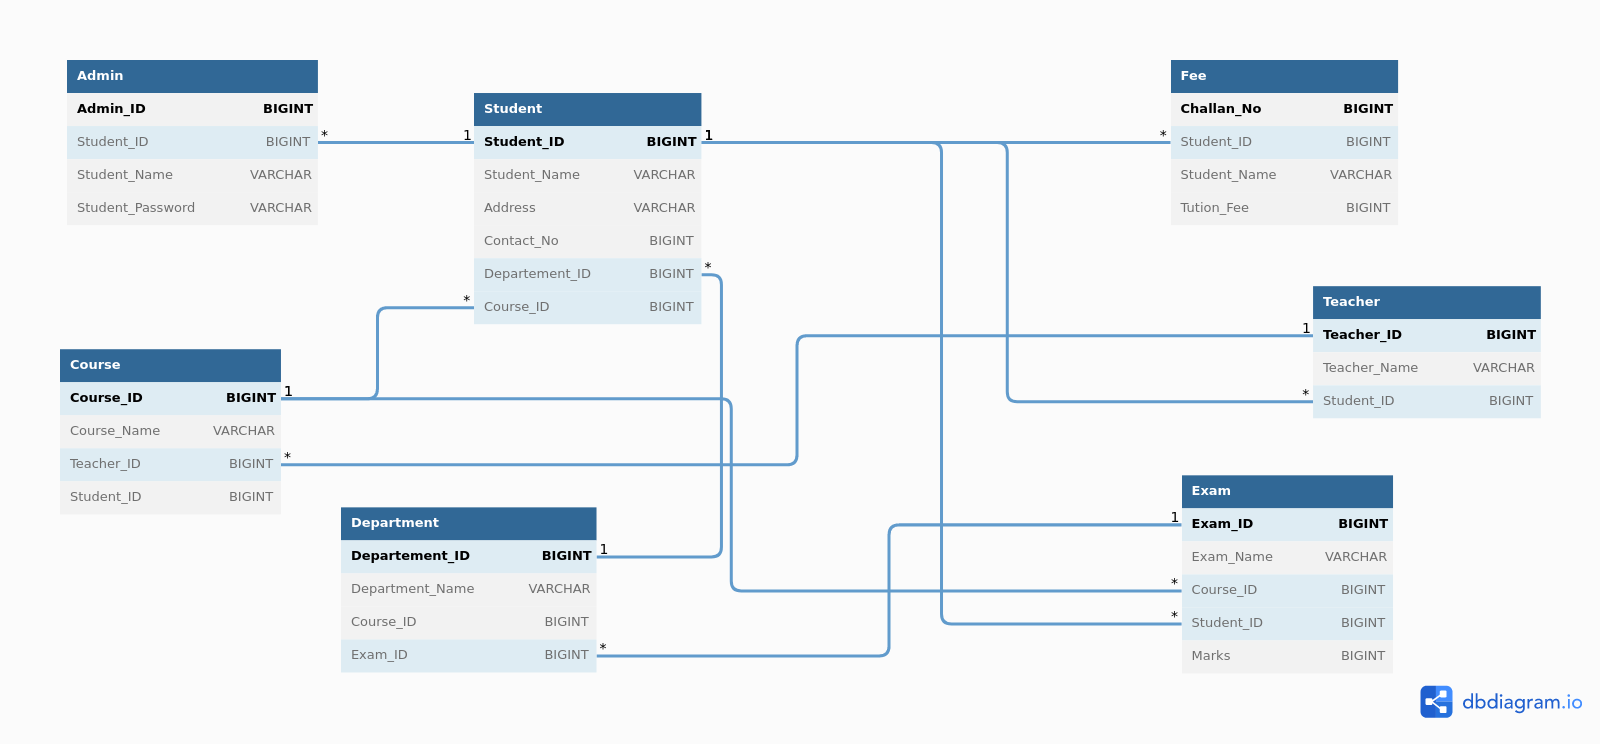 Admin
Admin_ID BIGINT
Student_ID BIGINT
Student_Name VARCHAR
Student_Password VARCHAR
* 1
Student
Student_ID BIGINT
Student_Name VARCHAR
Address VARCHAR
Contact_No BIGINT
Departement_ID BIGINT
Course_ID BIGINT
1 *
*
*
Fee
Challan_No BIGINT
Student_ID BIGINT
Student_Name VARCHAR
Tution_Fee BIGINT
Teacher
Teacher_ID BIGINT
Teacher_Name VARCHAR
Student_ID BIGINT
1
*
Course
Course_ID BIGINT
Course_Name VARCHAR
Teacher_ID BIGINT
Student_ID BIGINT
1
*
Department
Departement_ID BIGINT
Department_Name VARCHAR
Course_ID BIGINT
Exam_ID BIGINT
1
*
Exam
Exam_ID BIGINT
Exam_Name VARCHAR
Course_ID BIGINT
Student_ID BIGINT
Marks BIGINT
1
*
*
dbdiagram.io